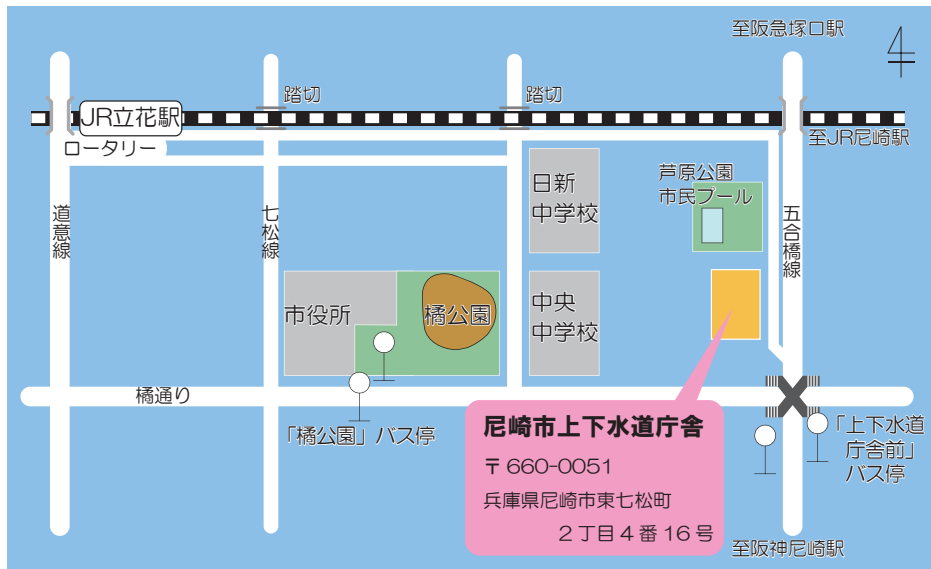 至阪急塚口駅
4
踏切
踏切
JR立花駅
至JR尼崎駅
ロータリー
日新
中学校
芦原公園
市民プール
道意線
七松線
五合橋線
市役所
橘公園
中央
中学校
橘通り
「橘公園」バス停
尼崎市上下水道庁舎
〒660-0051
兵庫県尼崎市東七松町
2丁目4番16号
「上下水道
庁舎前」
バス停
至阪神尼崎駅